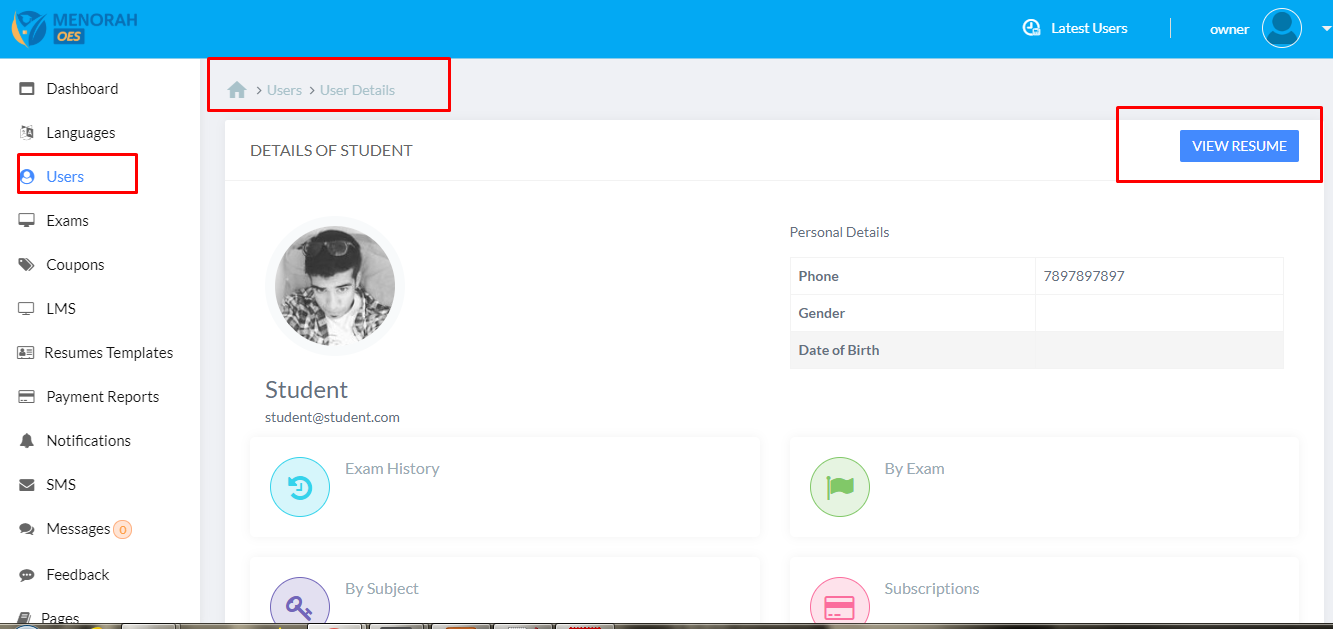 MENORAH
OES
Latest Users
owner
Dashboard
Languages
Users
Exams
Coupons
LMS
Resumes Templates
Payment Reports
Notifications
SMS
Messages 0
Feedback
Pages
> Users > User Details
DETAILS OF STUDENT
VIEW RESUME
Student
student@student.com
Personal Details
Phone 7897897897
Gender
Date of Birth
Exam History
By Exam
By Subject
Subscriptions